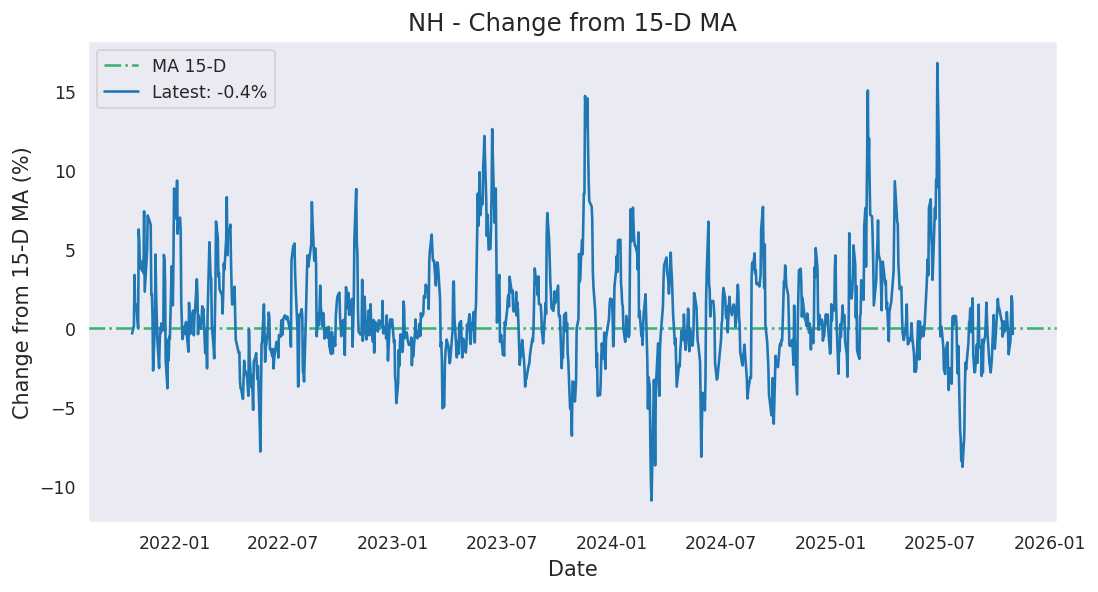 NH - Change from 15-D MA
MA 15-D
Latest: -0.4%
Change from 15-D MA (%)
15
10
5
0
−5
−10
2022-01 2022-07 2023-01 2023-07 2024-01 2024-07 2025-01 2025-07 2026-01
Date